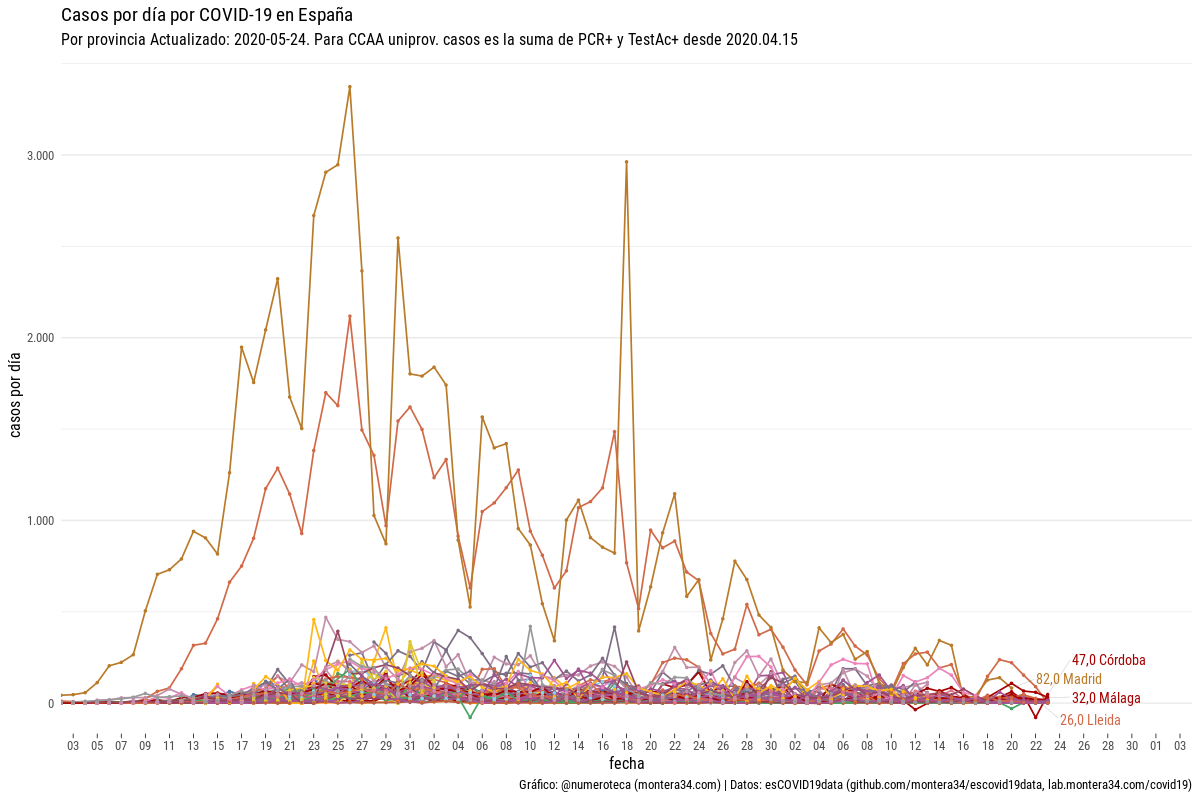 Casos por día por COVID-19 en España
Por provincia Actualizado: 2020-05-24. Para CCAA uniprov. casos es la suma de PCR+ y TestAc+ desde 2020.04.15
casos por día
3.000
2.000
1.000
0
47,0 Córdoba
82,0 Madrid
32,0 Málaga
26,0 Lleida
03 05 07 09 11 13 15 17 19 21 23 25 27 29 31 02 04 06 08 10 12 14 16 18 20 22 24 26 28 30 02 04 06 08 10 12 14 16 18 20 22 24 26 28 30 01 03
fecha
Gráfico: @numeroteca (montera34.com) | Datos: esCOVID19data (github.com/montera34/escovid19data, lab.montera34.com/covid19)